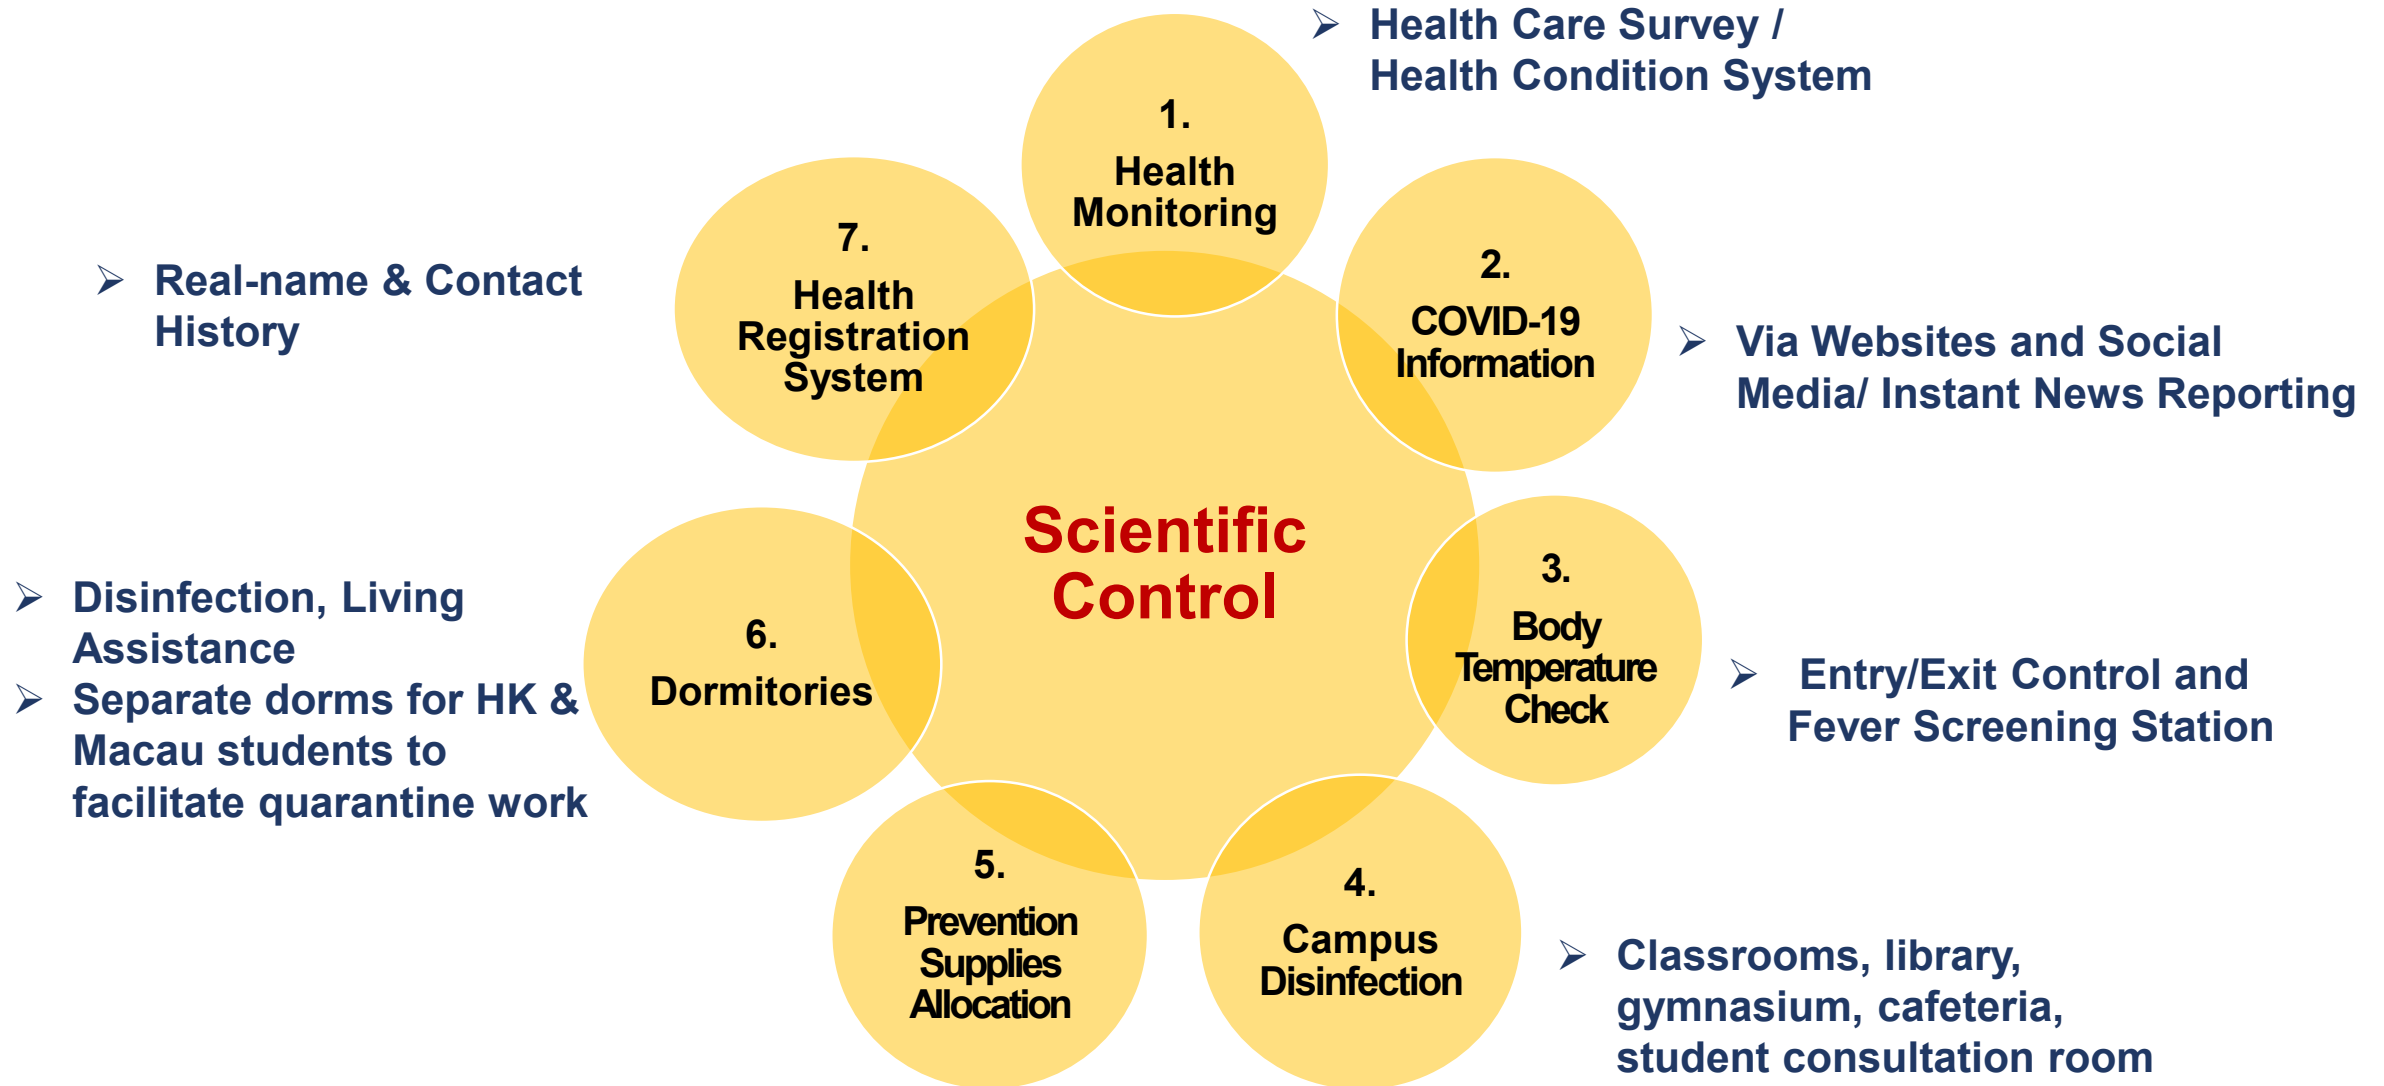 Scientific
Control
1.
Health
Monitoring
➢ Health Care Survey /
Health Condition System
2.
COVID-19
Information
➢ Via Websites and Social
Media/ Instant News Reporting
3.
Body
Temperature
Check
➢ Entry/Exit Control and
Fever Screening Station
4.
Campus
Disinfection
➢ Classrooms, library,
gymnasium, cafeteria,
student consultation room
5.
Prevention
Supplies
Allocation
6.
Dormitories
➢ Disinfection, Living
Assistance
➢ Separate dorms for HK &
Macau students to
facilitate quarantine work
7.
Health
Registration
System
➢ Real-name & Contact
History